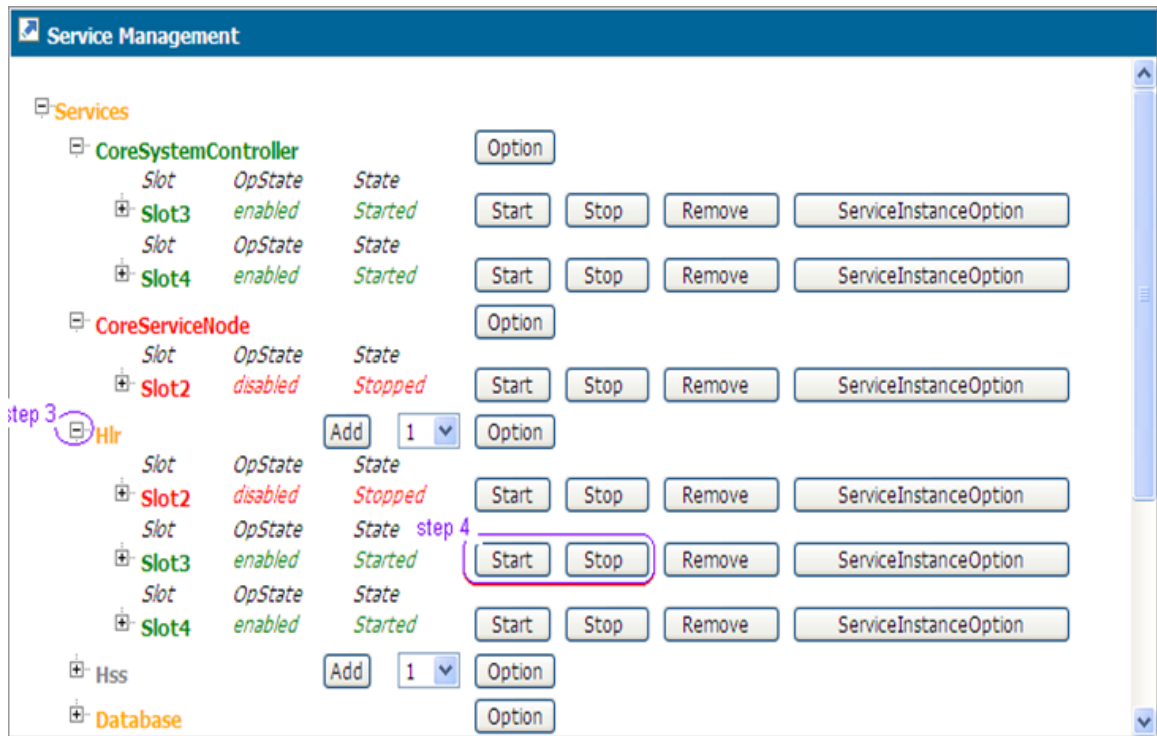 Service Management
Services
CoreSystemController Option
Slot OpState State
Slot3 enabled Started Start Stop Remove ServiceInstanceOption
Slot OpState State
Slot4 enabled Started Start Stop Remove ServiceInstanceOption
CoreServiceNode Option
Slot OpState State
Slot2 disabled Stopped Start Stop Remove ServiceInstanceOption
step 3
Hlr Add 1 Option
Slot OpState State
Slot2 disabled Stopped Start Stop Remove ServiceInstanceOption
Slot OpState State step 4
Slot3 enabled Started Start Stop Remove ServiceInstanceOption
Slot OpState State
Slot4 enabled Started Start Stop Remove ServiceInstanceOption
Hss Add 1 Option
Database Option